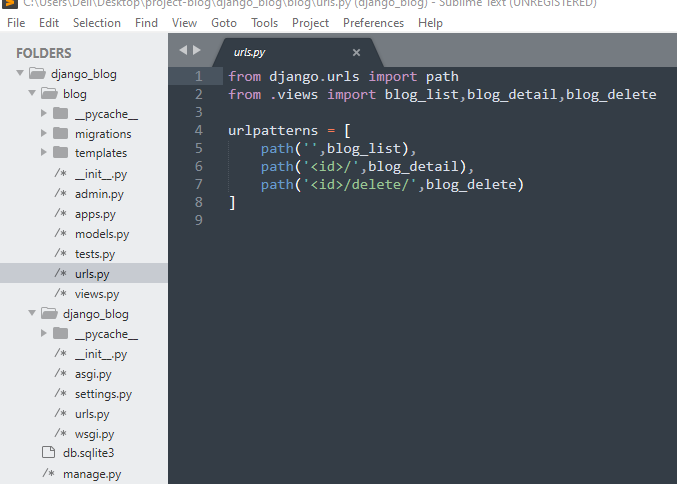 C:\Users\Dell\Desktop\project-blog\django_blog\blog\urls.py (django_blog) - Sublime Text (UNREGISTERED)
File Edit Selection Find View Goto Tools Project Preferences Help
FOLDERS
django_blog
blog
__pycache__
migrations
templates
/* __init__.py
/* admin.py
/* apps.py
/* models.py
/* tests.py
/* urls.py
/* views.py
django_blog
__pycache__
/* __init__.py
/* asgi.py
/* settings.py
/* urls.py
/* wsgi.py
db.sqlite3
/* manage.py
urls.py ×
1 from django.urls import path
2 from .views import blog_list,blog_detail,blog_delete
3
4 urlpatterns = [
5     path('',blog_list),
6     path('<id>/',blog_detail),
7     path('<id>/delete/',blog_delete)
8 ]
9